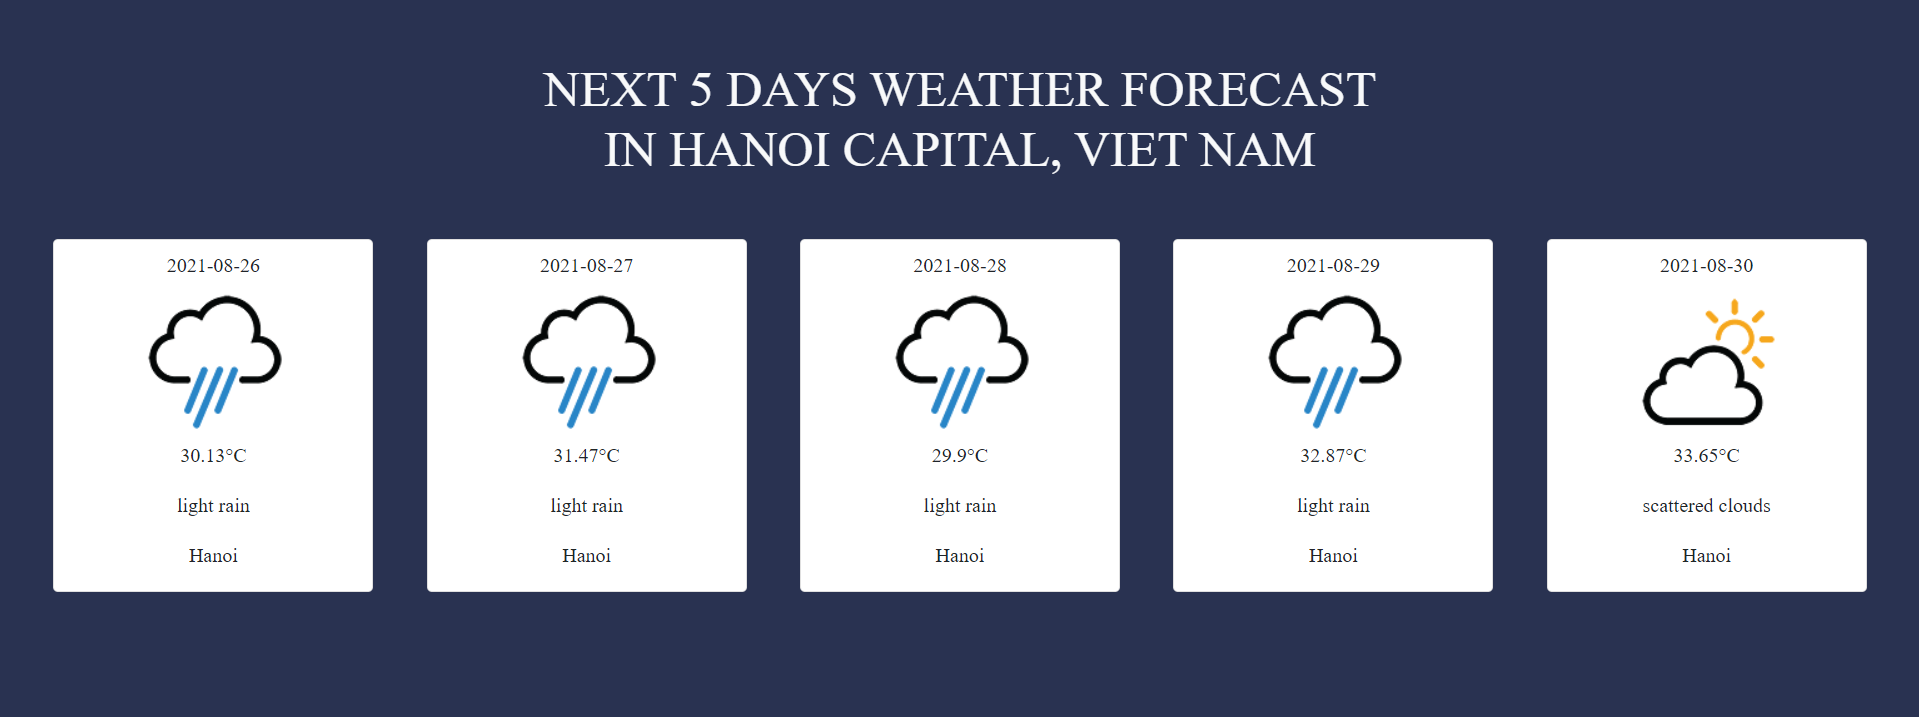 NEXT 5 DAYS WEATHER FORECAST
IN HANOI CAPITAL, VIET NAM
2021-08-26
30.13°C
light rain
Hanoi
2021-08-27
31.47°C
light rain
Hanoi
2021-08-28
29.9°C
light rain
Hanoi
2021-08-29
32.87°C
light rain
Hanoi
2021-08-30
33.65°C
scattered clouds
Hanoi